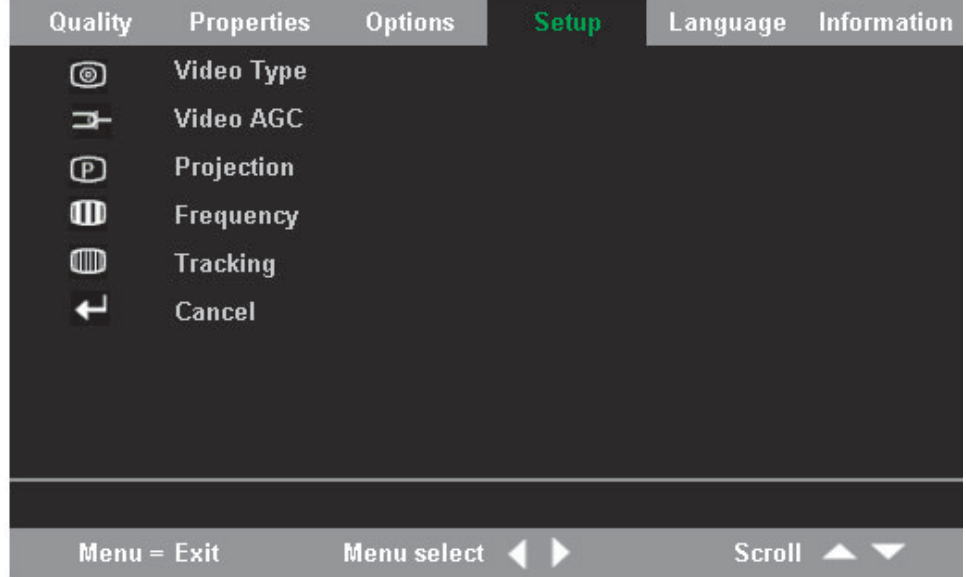 Quality Properties Options Setup Language Information
Video Type
Video AGC
P Projection
Frequency
Tracking
Cancel
Menu = Exit Menu select Scroll